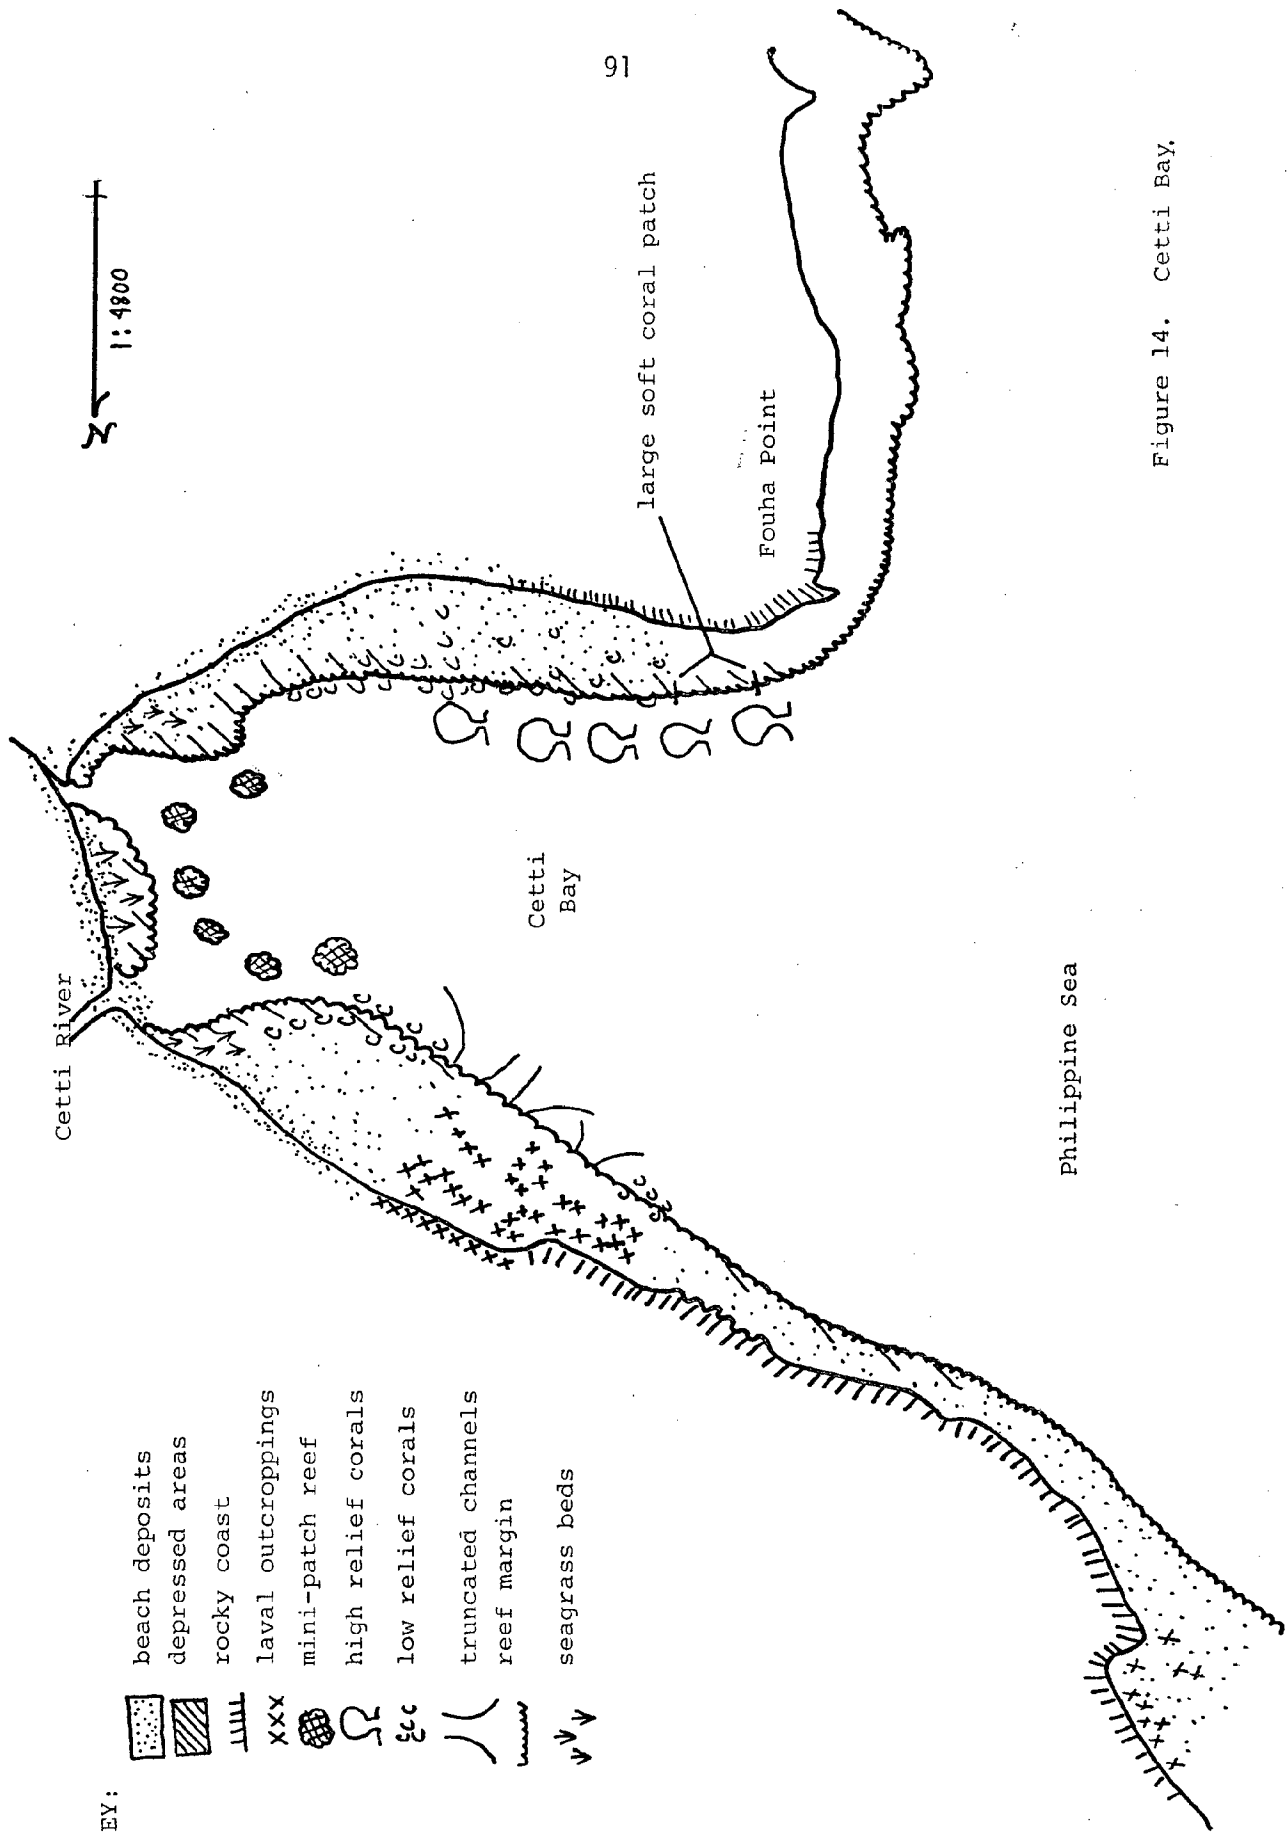 91
N
1:4800
Cetti River
large soft coral patch
Fouha Point
Cetti
Bay
Philippine Sea
EY:
beach deposits
depressed areas
rocky coast
laval outcroppings
mini-patch reef
high relief corals
low relief corals
truncated channels
reef margin
seagrass beds
Figure 14. Cetti Bay.